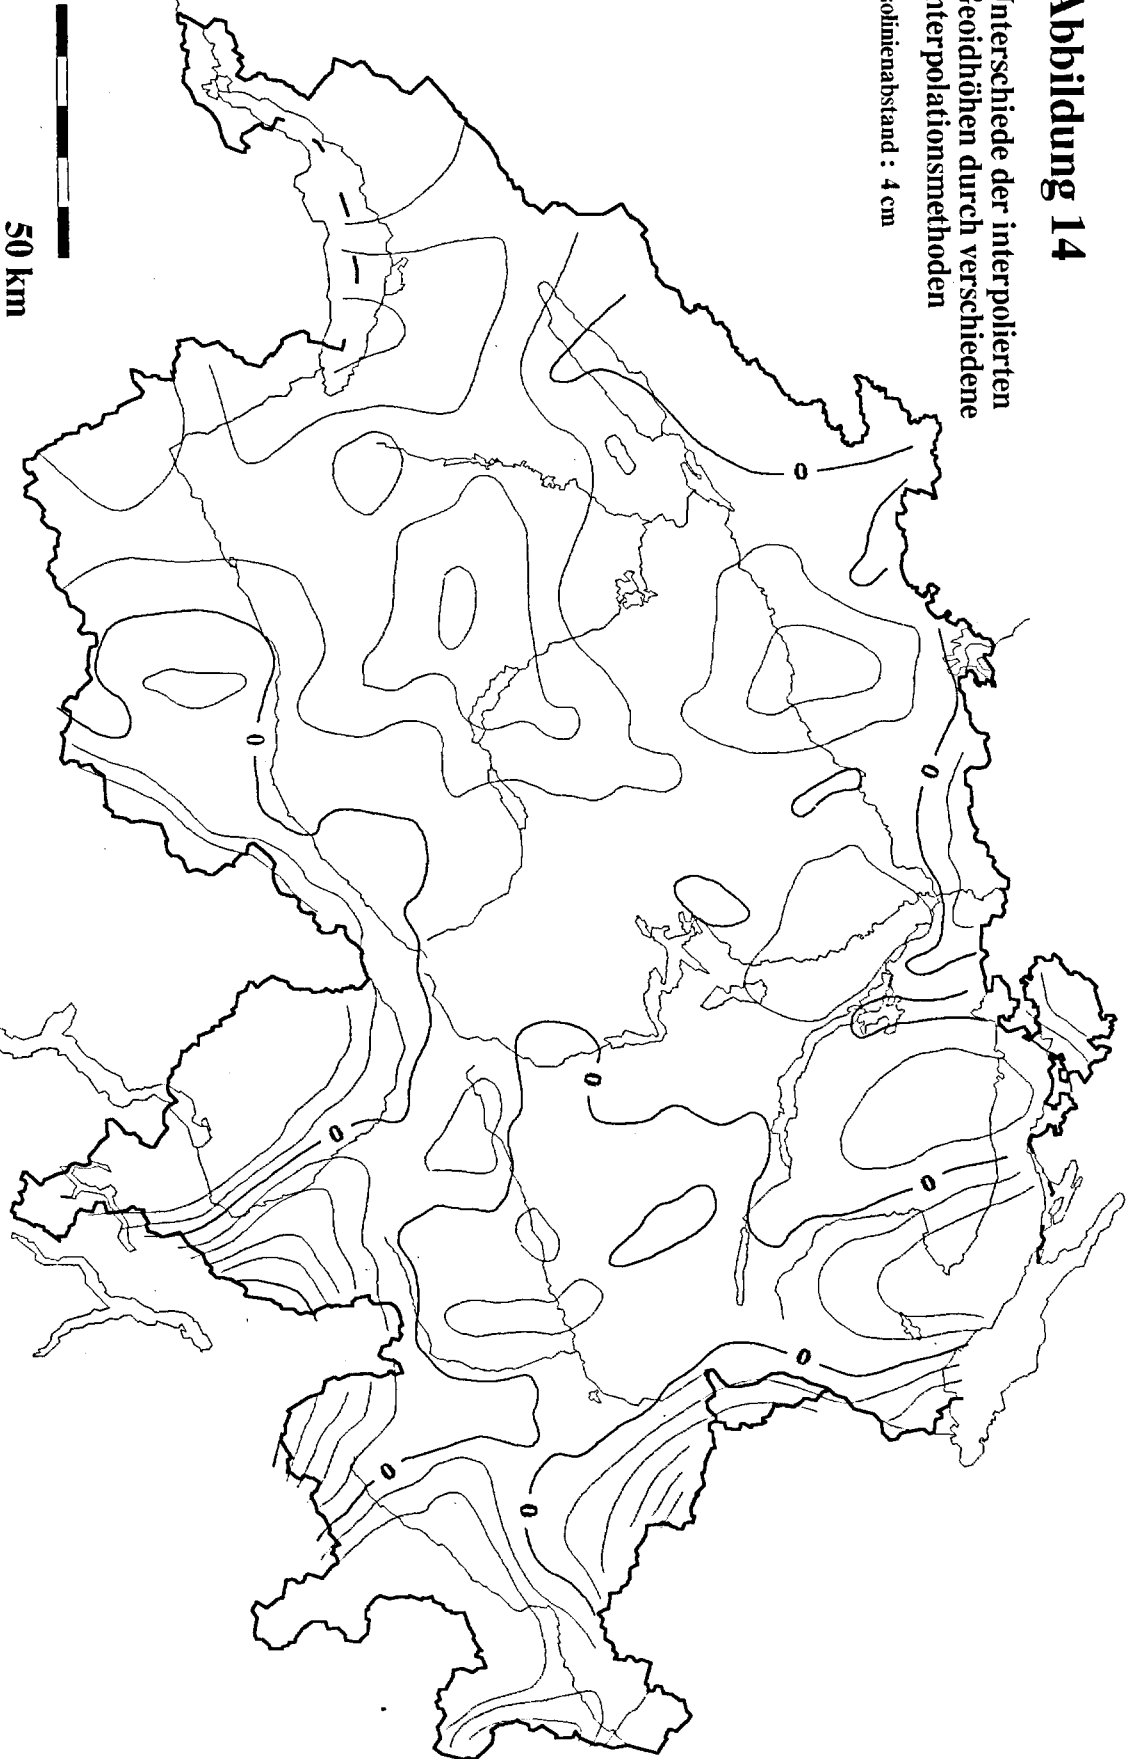 Abbildung 14
Unterschiede der interpolierten
Geoidhöhen durch verschiedene
Interpolationsmethoden
solinienabstand : 4 cm
0
0
0
0
0
0
0
0
0
50 km